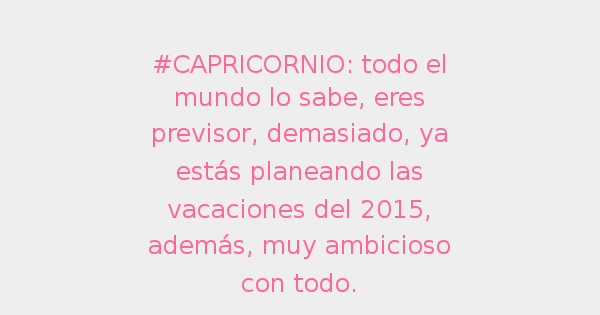 #CAPRICORNIO: todo el
mundo lo sabe, eres
previsor, demasiado, ya
estás planeando las
vacaciones del 2015,
además, muy ambicioso
con todo.